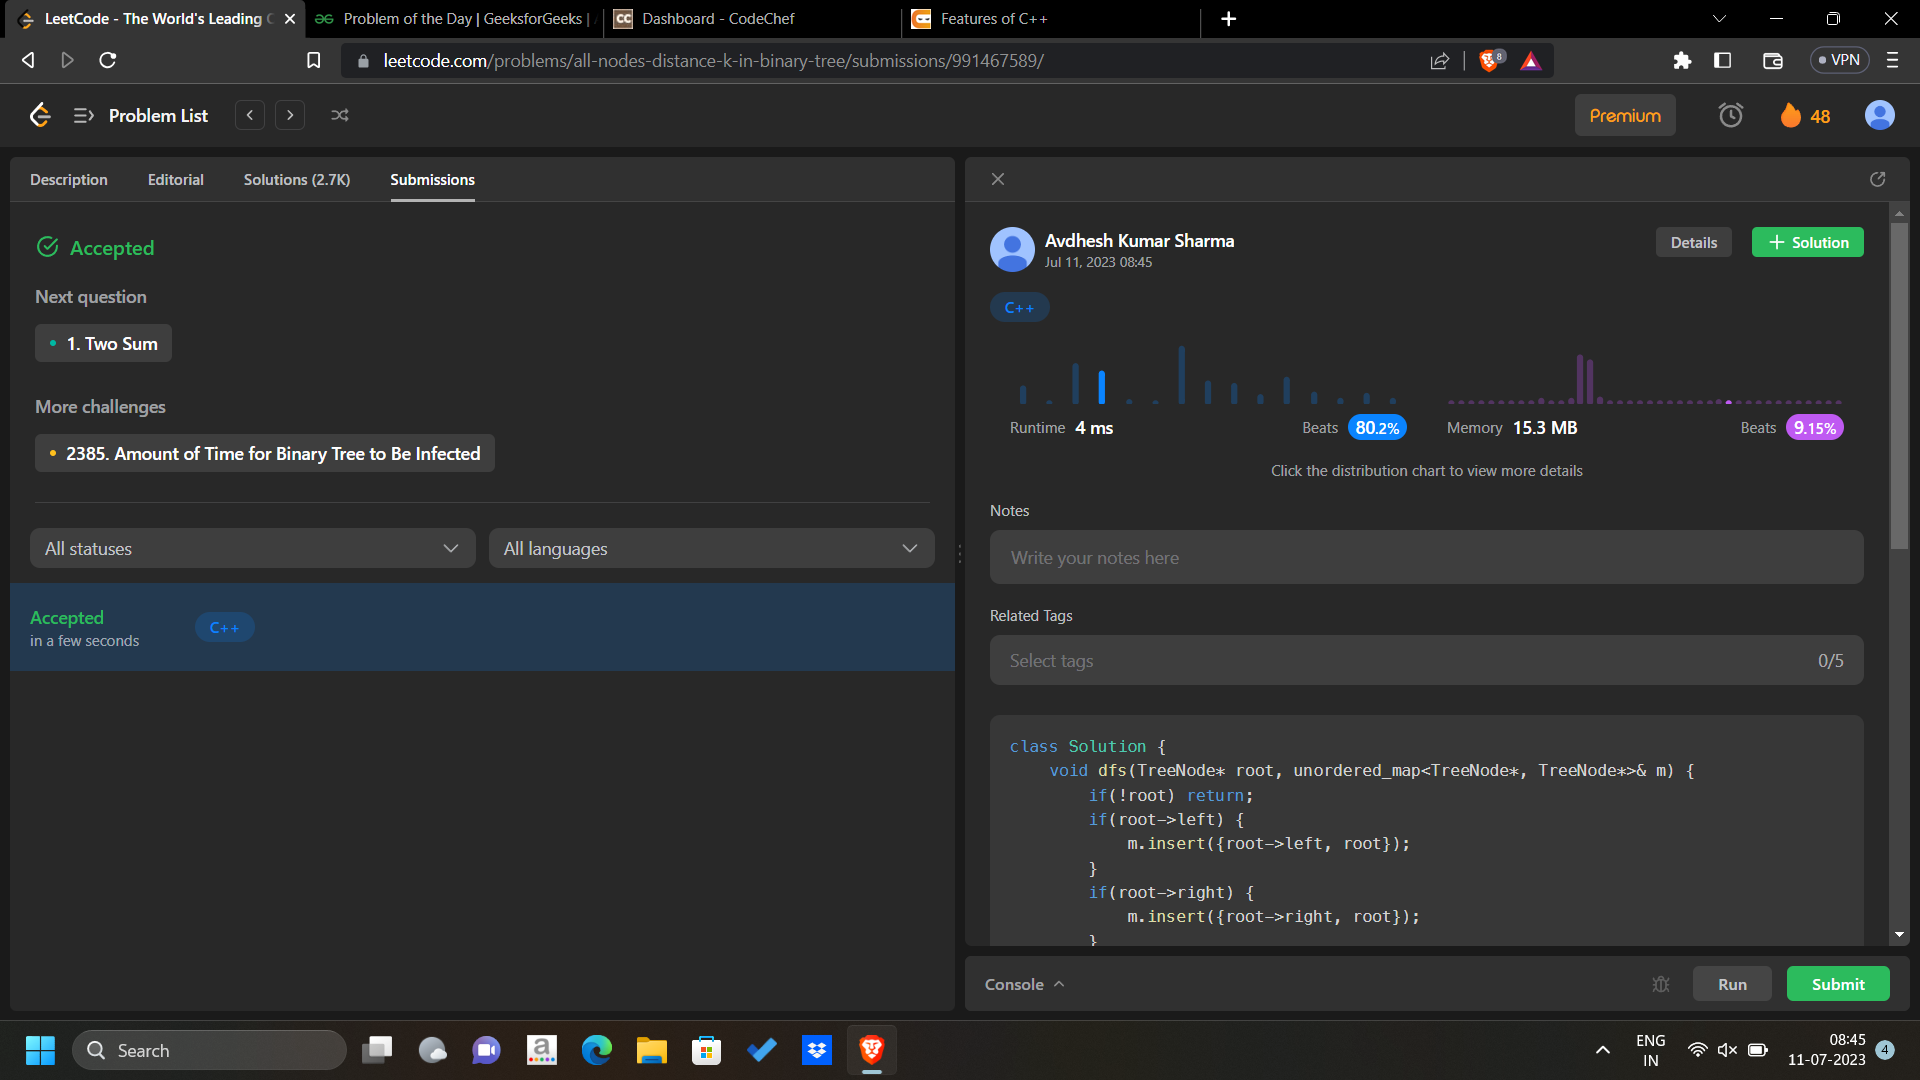 LeetCode - The World's Leading C
Problem of the Day | GeeksforGeeks |
CC Dashboard - CodeChef
Features of C++
leetcode.com/problems/all-nodes-distance-k-in-binary-tree/submissions/991467589/
8
VPN
Problem List
Premium
48
Description
Editorial
Solutions (2.7K)
Submissions
Accepted
Next question
1. Two Sum
More challenges
2385. Amount of Time for Binary Tree to Be Infected
All statuses
All languages
Accepted
in a few seconds
C++
Avdhesh Kumar Sharma
Jul 11, 2023 08:45
Details
+ Solution
C++
Runtime 4 ms
Beats 80.2%
Memory 15.3 MB
Beats 9.15%
Click the distribution chart to view more details
Notes
Write your notes here
Related Tags
Select tags
0/5
class Solution {
    void dfs(TreeNode* root, unordered_map<TreeNode*, TreeNode*>& m) {
        if(!root) return;
        if(root->left) {
            m.insert({root->left, root});
        }
        if(root->right) {
            m.insert({root->right, root});
        }
Console
Run
Submit
Search
a
ENG
IN
08:45
11-07-2023
4